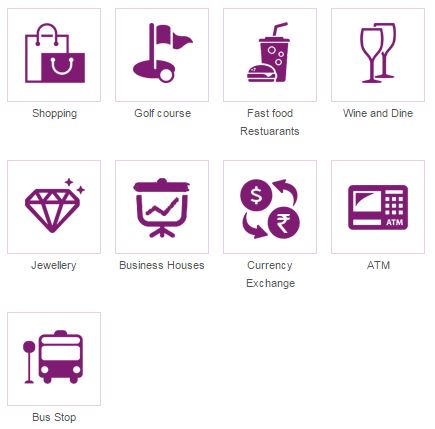 Shopping
Golf course
Fast food
Restuarants
Wine and Dine
Jewellery
Business Houses
$
₹
Currency
Exchange
ATM
ATM
Bus Stop